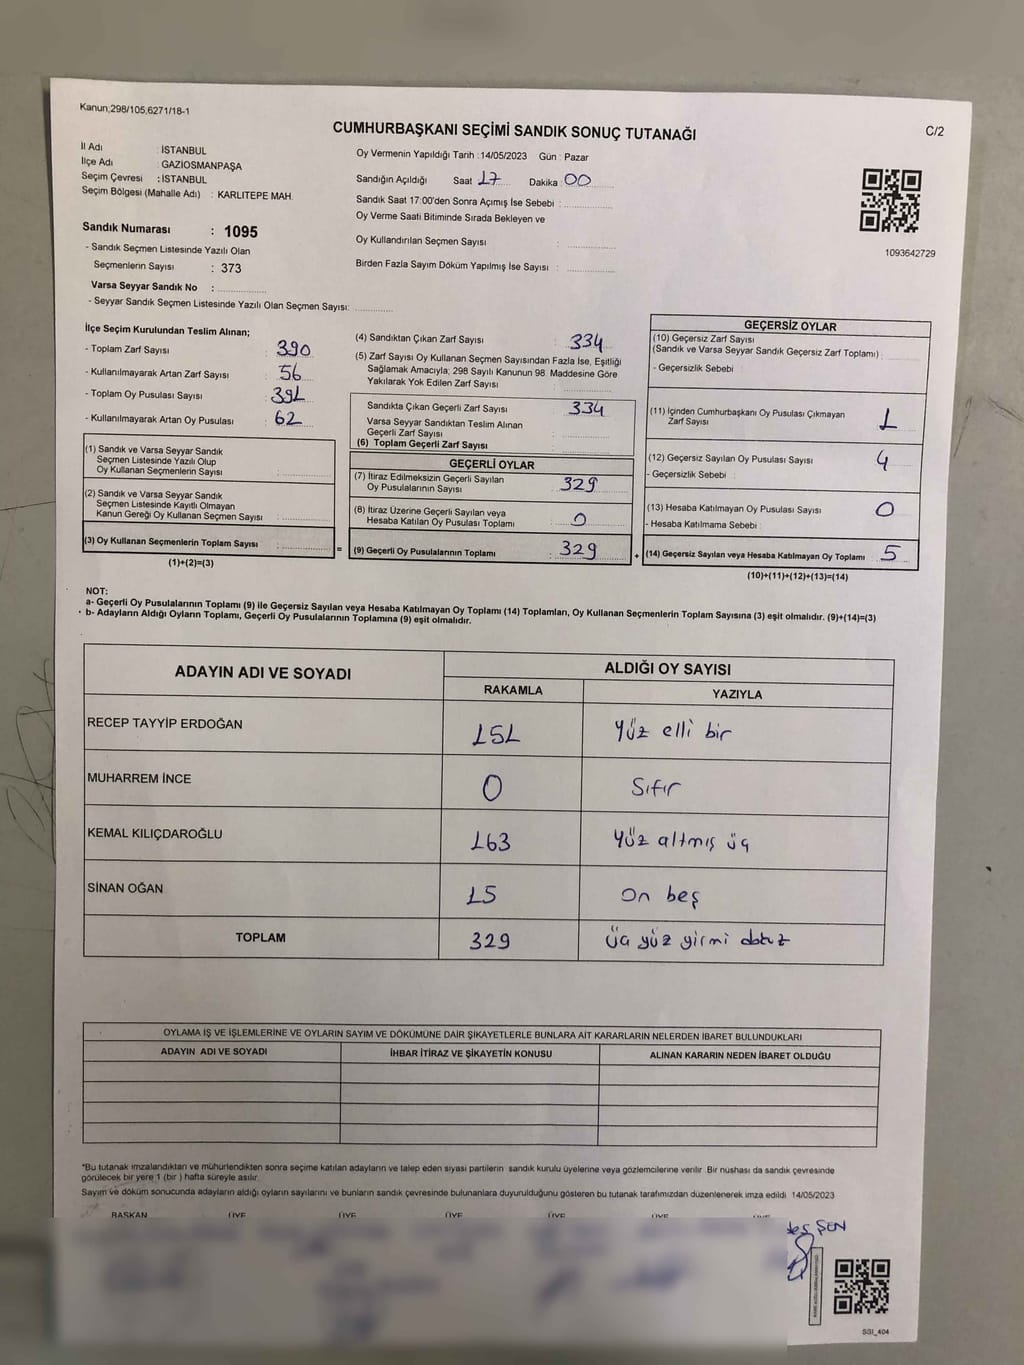 Kanun;298/105,6271/18-1
CUMHURBAŞKANI SEÇİMİ SANDIK SONUÇ TUTANAĞI
C/2
İl Adı : İSTANBUL
İlçe Adı : GAZİOSMANPAŞA
Seçim Çevresi : İSTANBUL
Seçim Bölgesi (Mahalle Adı) : KARLITEPE MAH.
Sandık Numarası : 1095
- Sandık Seçmen Listesinde Yazılı Olan
Seçmenlerin Sayısı : 373
Varsa Seyyar Sandık No :
- Seyyar Sandık Seçmen Listesinde Yazılı Olan Seçmen Sayısı:
Oy Vermenin Yapıldığı Tarih : 14/05/2023 Gün : Pazar
Sandığın Açıldığı Saat 17 Dakika 00
Sandık Saat 17:00'den Sonra Açımış İse Sebebi :
Oy Verme Saati Bitiminde Sırada Bekleyen ve
Oy Kullandırılan Seçmen Sayısı :
Birden Fazla Sayım Döküm Yapılmış İse Sayısı :
1093642729
İlçe Seçim Kurulundan Teslim Alınan;
- Toplam Zarf Sayısı : 390
- Kullanılmayarak Artan Zarf Sayısı : 56
- Toplam Oy Pusulası Sayısı : 391
- Kullanılmayarak Artan Oy Pusulası : 62
(1) Sandık ve Varsa Seyyar Sandık
Seçmen Listesinde Yazılı Olup
Oy Kullanan Seçmenlerin Sayısı :
(2) Sandık ve Varsa Seyyar Sandık
Seçmen Listesinde Kayıtlı Olmayan
Kanun Gereği Oy Kullanan Seçmen Sayısı :
(3) Oy Kullanan Seçmenlerin Toplam Sayısı :
(1)+(2)=(3)
=
(4) Sandıktan Çıkan Zarf Sayısı : 334
(5) Zarf Sayısı Oy Kullanan Seçmen Sayısından Fazla İse, Eşitliği
Sağlamak Amacıyla; 298 Sayılı Kanunun 98. Maddesine Göre
Yakılarak Yok Edilen Zarf Sayısı :
Sandıkta Çıkan Geçerli Zarf Sayısı : 334
Varsa Seyyar Sandıktan Teslim Alınan
Geçerli Zarf Sayısı :
(6) Toplam Geçerli Zarf Sayısı :
GEÇERLİ OYLAR
(7) İtiraz Edilmeksizin Geçerli Sayılan
Oy Pusulalarının Sayısı : 329
(8) İtiraz Üzerine Geçerli Sayılan veya
Hesaba Katılan Oy Pusulası Toplamı : 0
(9) Geçerli Oy Pusulalarının Toplamı : 329
+
GEÇERSİZ OYLAR
(10) Geçersiz Zarf Sayısı
(Sandık ve Varsa Seyyar Sandık Geçersiz Zarf Toplamı) :
- Geçersizlik Sebebi :
(11) İçinden Cumhurbaşkanı Oy Pusulası Çıkmayan
Zarf Sayısı : 1
(12) Geçersiz Sayılan Oy Pusulası Sayısı : 4
- Geçersizlik Sebebi :
(13) Hesaba Katılmayan Oy Pusulası Sayısı : 0
- Hesaba Katılmama Sebebi :
(14) Geçersiz Sayılan veya Hesaba Katılmayan Oy Toplamı 5
(10)+(11)+(12)+(13)=(14)
NOT:
a- Geçerli Oy Pusulalarının Toplamı (9) ile Geçersiz Sayılan veya Hesaba Katılmayan Oy Toplamı (14) Toplamları, Oy Kullanan Seçmenlerin Toplam Sayısına (3) eşit olmalıdır. (9)+(14)=(3)
b- Adayların Aldığı Oyların Toplamı, Geçerli Oy Pusulalarının Toplamına (9) eşit olmalıdır.
ADAYIN ADI VE SOYADI
ALDIĞI OY SAYISI
RAKAMLA YAZIYLA
RECEP TAYYİP ERDOĞAN 151 Yüz elli bir
MUHARREM İNCE 0 Sıfır
KEMAL KILIÇDAROĞLU 163 Yüz altmış üç
SİNAN OĞAN 15 On beş
TOPLAM 329 üç yüz yirmi dokuz
OYLAMA İŞ VE İŞLEMLERİNE VE OYLARIN SAYIM VE DÖKÜMÜNE DAİR ŞİKAYETLERLE BUNLARA AİT KARARLARIN NELERDEN İBARET BULUNDUKLARI
ADAYIN ADI VE SOYADI İHBAR İTİRAZ VE ŞİKAYETİN KONUSU ALINAN KARARIN NEDEN İBARET OLDUĞU
*Bu tutanak imzalandıktan ve mühürlendikten sonra seçime katılan adayların ve talep eden siyasi partilerin sandık kurulu üyelerine veya gözlemcilerine verilir. Bir nüshası da sandık çevresinde
görülecek bir yere 1 (bir ) hafta süreyle asılır.
Sayım ve döküm sonucunda adayların aldığı oyların sayılarını ve bunların sandık çevresinde bulunanlara duyurulduğunu gösteren bu tutanak tarafımızdan düzenlenerek imza edildi 14/05/2023
BAŞKAN ÜYE ÜYE ÜYE ÜYE ÜYE ÜYE
ŞEN
SGI_404